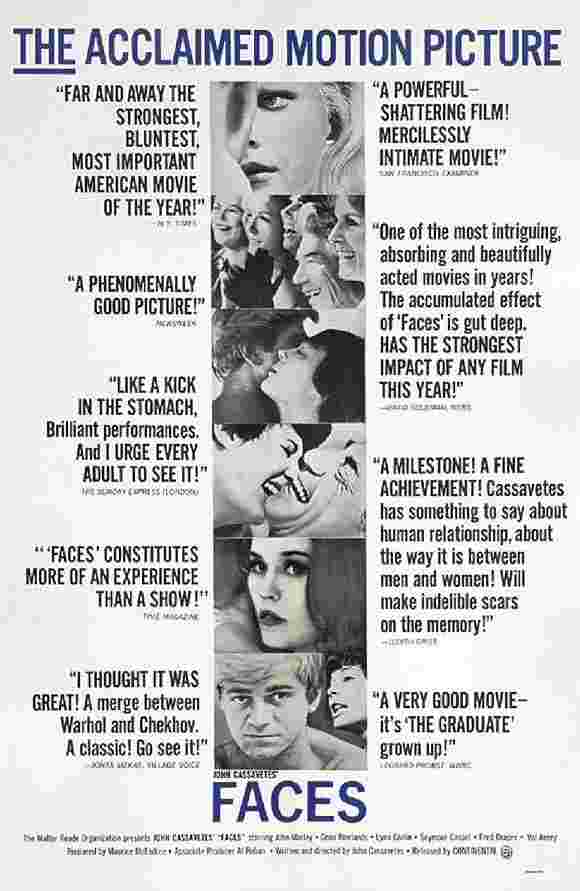 THE ACCLAIMED MOTION PICTURE
"FAR AND AWAY THE
STRONGEST,
BLUNTEST,
MOST IMPORTANT
AMERICAN MOVIE
OF THE YEAR!"
—N.Y. TIMES
"A PHENOMENALLY
GOOD PICTURE!"
—NEWSWEEK
"LIKE A KICK
IN THE STOMACH,
Brilliant performances.
And I URGE EVERY
ADULT TO SEE IT!"
—THE SUNDAY EXPRESS (LONDON)
"'FACES' CONSTITUTES
MORE OF AN EXPERIENCE
THAN A SHOW!"
—TIME MAGAZINE
"I THOUGHT IT WAS
GREAT! A merge between
Warhol and Chekhov.
A classic! Go see it!"
—JONAS MEKAS, VILLAGE VOICE
"A POWERFUL—
SHATTERING FILM!
MERCILESSLY
INTIMATE MOVIE!"
—SAN FRANCISCO EXAMINER
"One of the most intriguing,
absorbing and beautifully
acted movies in years!
The accumulated effect
of 'Faces' is gut deep.
HAS THE STRONGEST
IMPACT OF ANY FILM
THIS YEAR!"
"A MILESTONE! A FINE
ACHIEVEMENT! Cassavetes
has something to say about
human relationship, about
the way it is between
men and women! Will
make indelible scars
on the memory!"
—JUDITH CRIST
"A VERY GOOD MOVIE—
it's 'THE GRADUATE'
grown up!"
JOHN CASSAVETES'
FACES
The Walter Reade Organization presents JOHN CASSAVETES' "FACES" starring John Marley • Gena Rowlands • Lynn Carlin • Seymour Cassel • Fred Draper • Val Avery
Produced by Maurice McEndree • Associate Producer Al Ruban • Written and directed by John Cassavetes • Released by CONTINENTAL